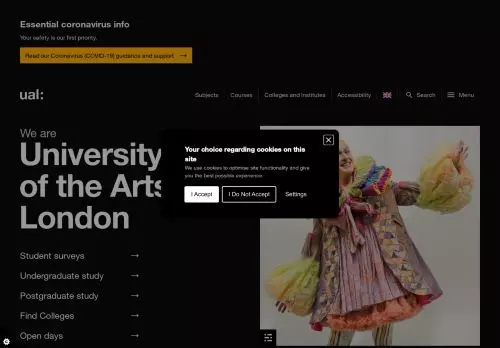 Essential coronavirus info
Your safety is our first priority.
Read our Coronavirus (COVID-19) guidance and support →
ual:
Subjects
Courses
Colleges and Institutes
Accessibility
Search
Menu
We are
University
of the Arts
London
Your choice regarding cookies on this
site
We use cookies to optimise site functionality and give
you the best possible experience.
I Accept
I Do Not Accept
Settings
Student surveys →
Undergraduate study →
Postgraduate study →
Find Colleges →
Open days →